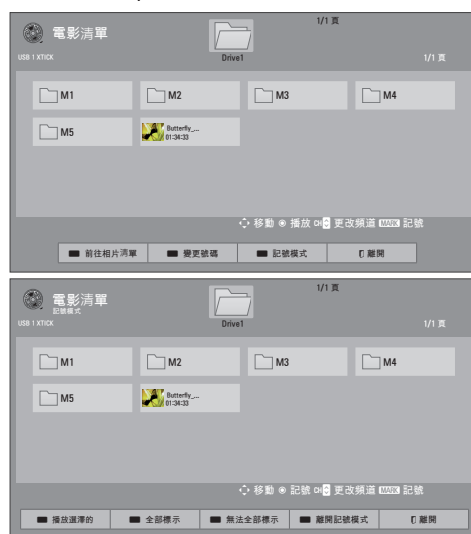 1/1 頁
電影清單
USB 1 XTICK
Drive1
1/1 頁
M1 M2 M3 M4
M5 Butterfly_...
01:34:33
移動 播放 CH 更改頻道 MARK 記號
前往相片清單 變更號碼 記號模式 離開
1/1 頁
電影清單
記號模式
USB 1 XTICK
Drive1
1/1 頁
M1 M2 M3 M4
M5 Butterfly_...
01:34:33
移動 記號 CH 更改頻道 MARK 記號
播放選擇的 全部標示 無法全部標示 離開記號模式 離開